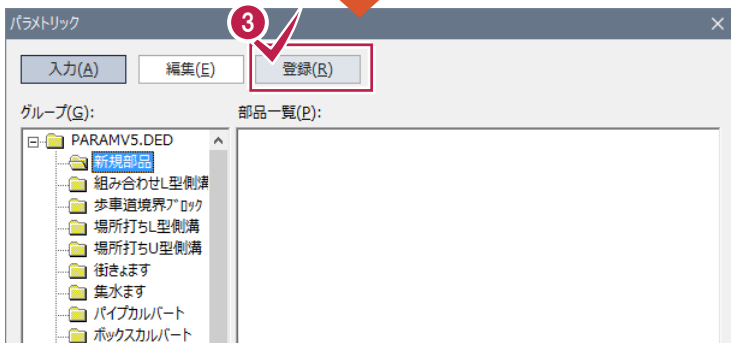 パラメトリック
3
入力(A) 編集(E) 登録(R)
グループ(G): 部品一覧(P):
PARAMV5.DED
新規部品
組み合わせL型側溝
歩車道境界ブロック
場所打ちL型側溝
場所打ちU型側溝
街きょます
集水ます
パイプカルバート
ボックスカルバート